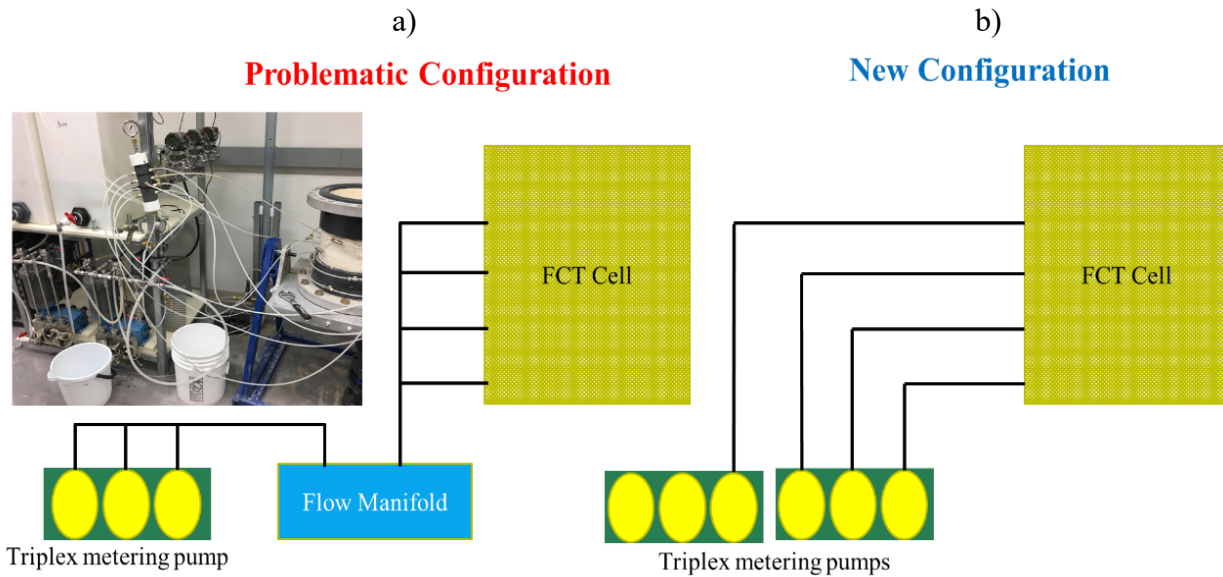 a)
b)
Problematic Configuration
New Configuration
FCT Cell
FCT Cell
Flow Manifold
Triplex metering pump
Triplex metering pumps